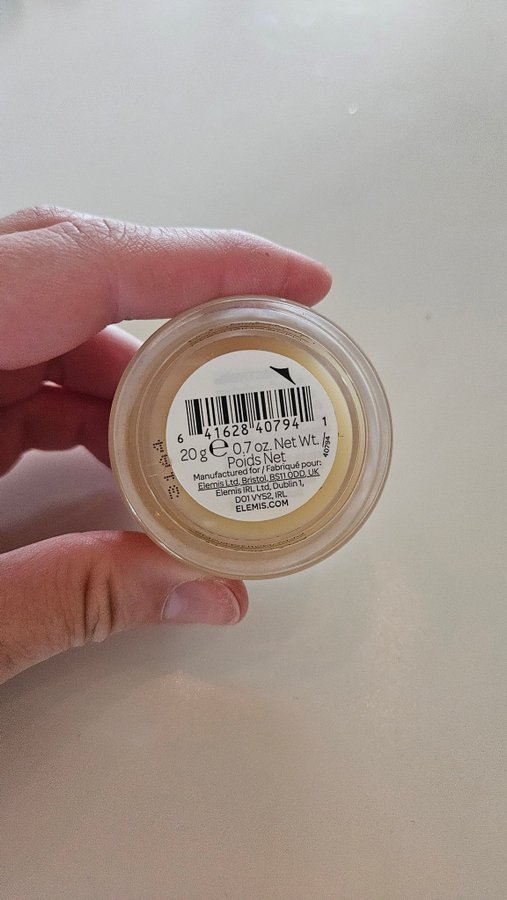 6 41628 40794 1
20 g ℮ 0.7 oz. Net Wt.
Poids Net
Manufactured for / Fabriqué pour:
Elemis Ltd, Bristol, BS11 0DD, UK
Elemis IRL Ltd, Dublin 1,
D01 VY52, IRL
ELEMIS.COM
40794